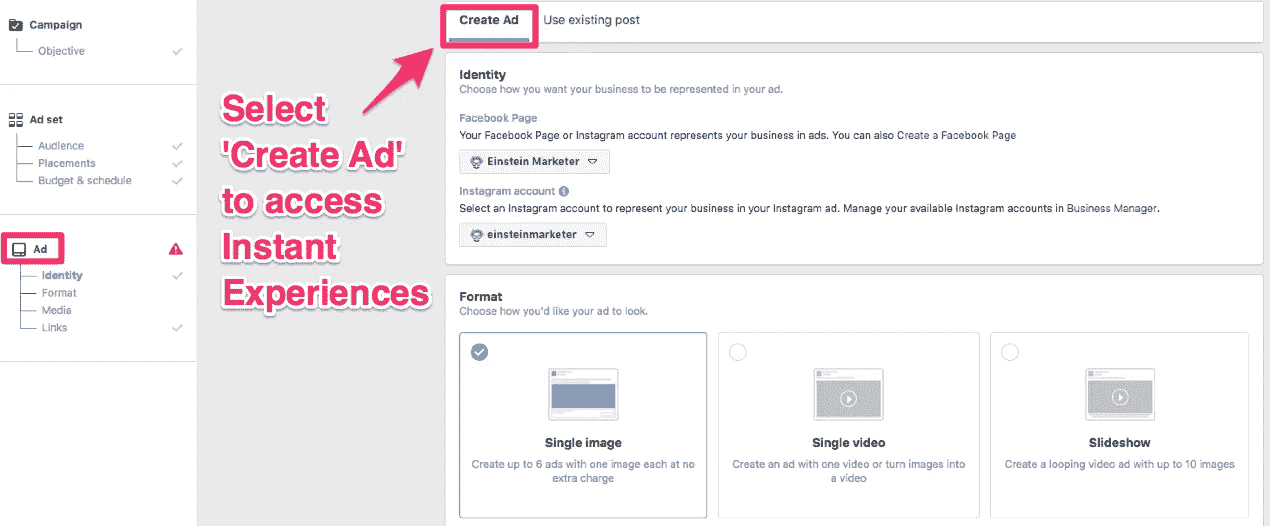 Campaign
Objective
Ad set
Audience
Placements
Budget & schedule
Ad
Identity
Format
Media
Links
Select
'Create Ad'
to access
Instant
Experiences
Create Ad
Use existing post
Identity
Choose how you want your business to be represented in your ad.
Facebook Page
Your Facebook Page or Instagram account represents your business in ads. You can also Create a Facebook Page
Einstein Marketer
Instagram account
Select an Instagram account to represent your business in your Instagram ad. Manage your available Instagram accounts in Business Manager.
einsteinmarketer
Format
Choose how you'd like your ad to look.
Single image
Create up to 6 ads with one image each at no
extra charge
Single video
Create an ad with one video or turn images into
a video
Slideshow
Create a looping video ad with up to 10 images